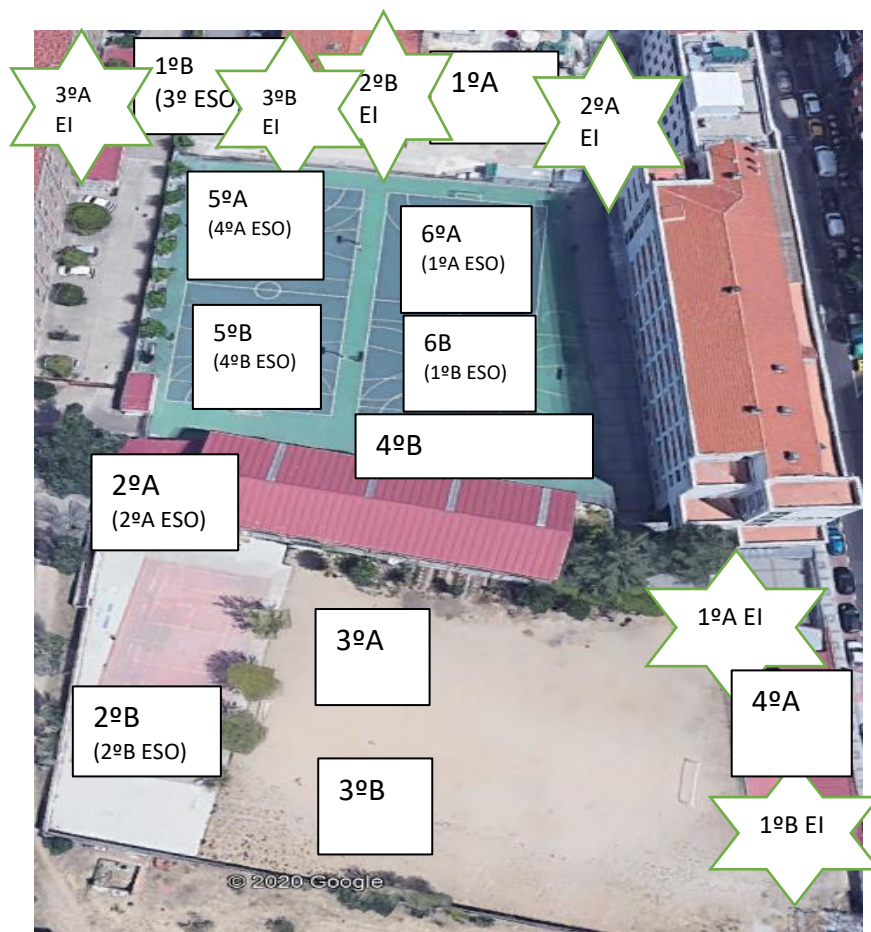 3ºA
EI
1ºB
(3º ESO
3ºB
EI
2ºB
EI
1ºA
2ºA
EI
5ºA
(4ºA ESO)
6ºA
(1ºA ESO)
5ºB
(4ºB ESO)
6B
(1ºB ESO)
4ºB
2ºA
(2ºA ESO)
1ºA EI
3ºA
4ºA
2ºB
(2ºB ESO)
3ºB
1ºB EI
© 2020 Google